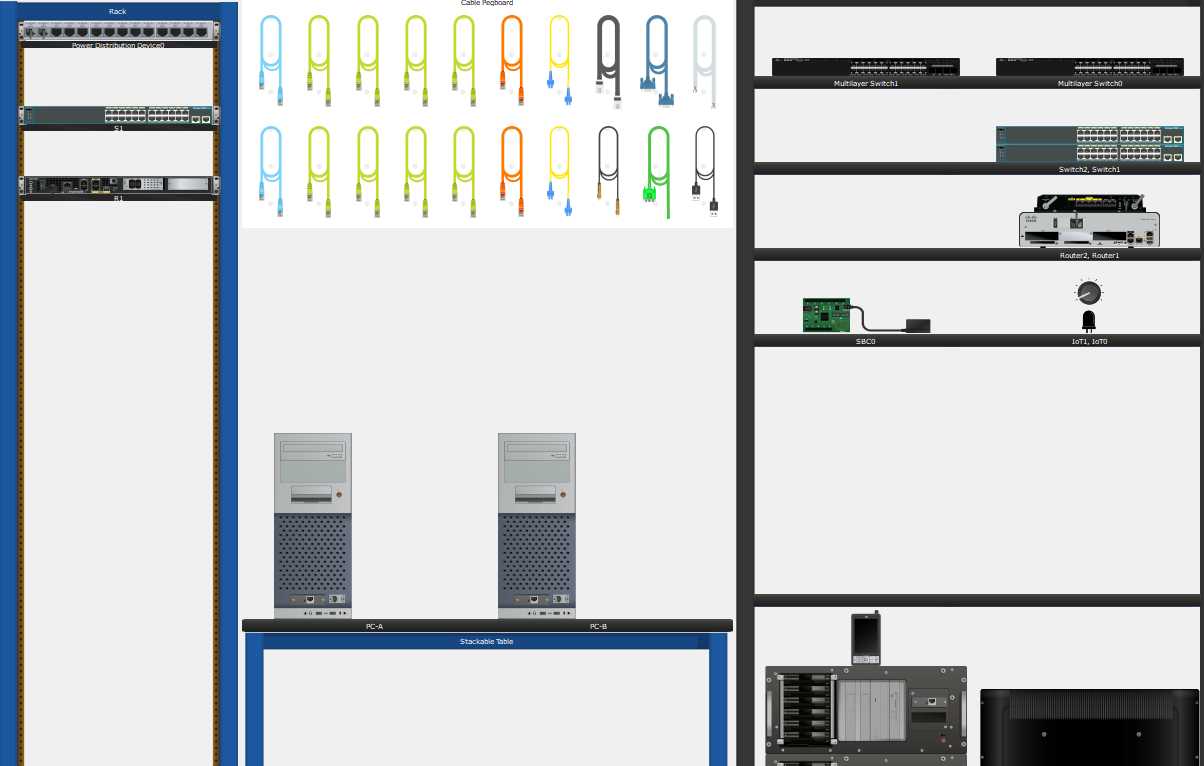 Rack
Power Distribution Device0
S1
R1
Cable Pegboard
PC-A
PC-B
Stackable Table
Multilayer Switch1
Multilayer Switch0
Switch2, Switch1
Router2, Router1
SBC0
IoT1, IoT0